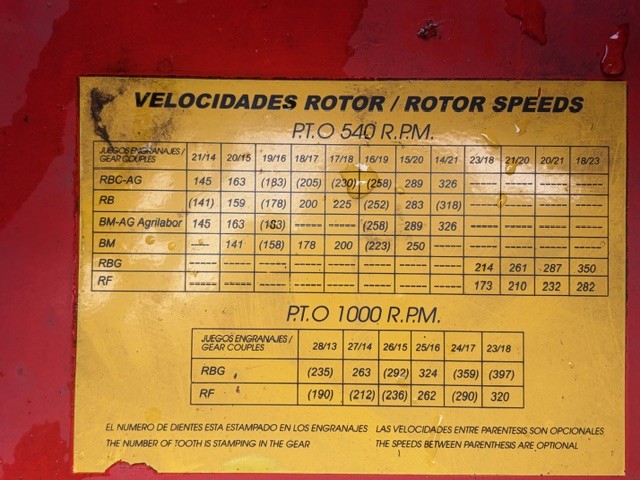 VELOCIDADES ROTOR / ROTOR SPEEDS
P.T.O 540 R.P.M.
JUEGOS ENGRANAJES / GEAR COUPLES 21/14 20/15 19/16 18/17 17/18 16/19 15/20 14/21 23/18 21/20 20/21 18/23
RBC-AG 145 163 (183) (205) (230) (258) 289 326 ----- ----- ----- -----
RB (141) 159 (178) 200 225 (252) 283 (318) ----- ----- ----- -----
BM-AG Agrilabor 145 163 (183) ----- ----- (258) 289 326 ----- ----- ----- -----
BM ----- 141 (158) 178 200 (223) 250 ----- ----- ----- ----- -----
RBG ----- ----- ----- ----- ----- ----- ----- ----- 214 261 287 350
RF ----- ----- ----- ----- ----- ----- ----- ----- 173 210 232 282
P.T.O 1000 R.P.M.
JUEGOS ENGRANAJES / GEAR COUPLES 28/13 27/14 26/15 25/16 24/17 23/18
RBG (235) 263 (292) 324 (359) (397)
RF (190) (212) (236) 262 (290) 320
EL NUMERO DE DIENTES ESTA ESTAMPADO EN LOS ENGRANAJES LAS VELOCIDADES ENTRE PARENTESIS SON OPCIONALES
THE NUMBER OF TOOTH IS STAMPING IN THE GEAR THE SPEEDS BETWEEN PARENTHESIS ARE OPTIONAL